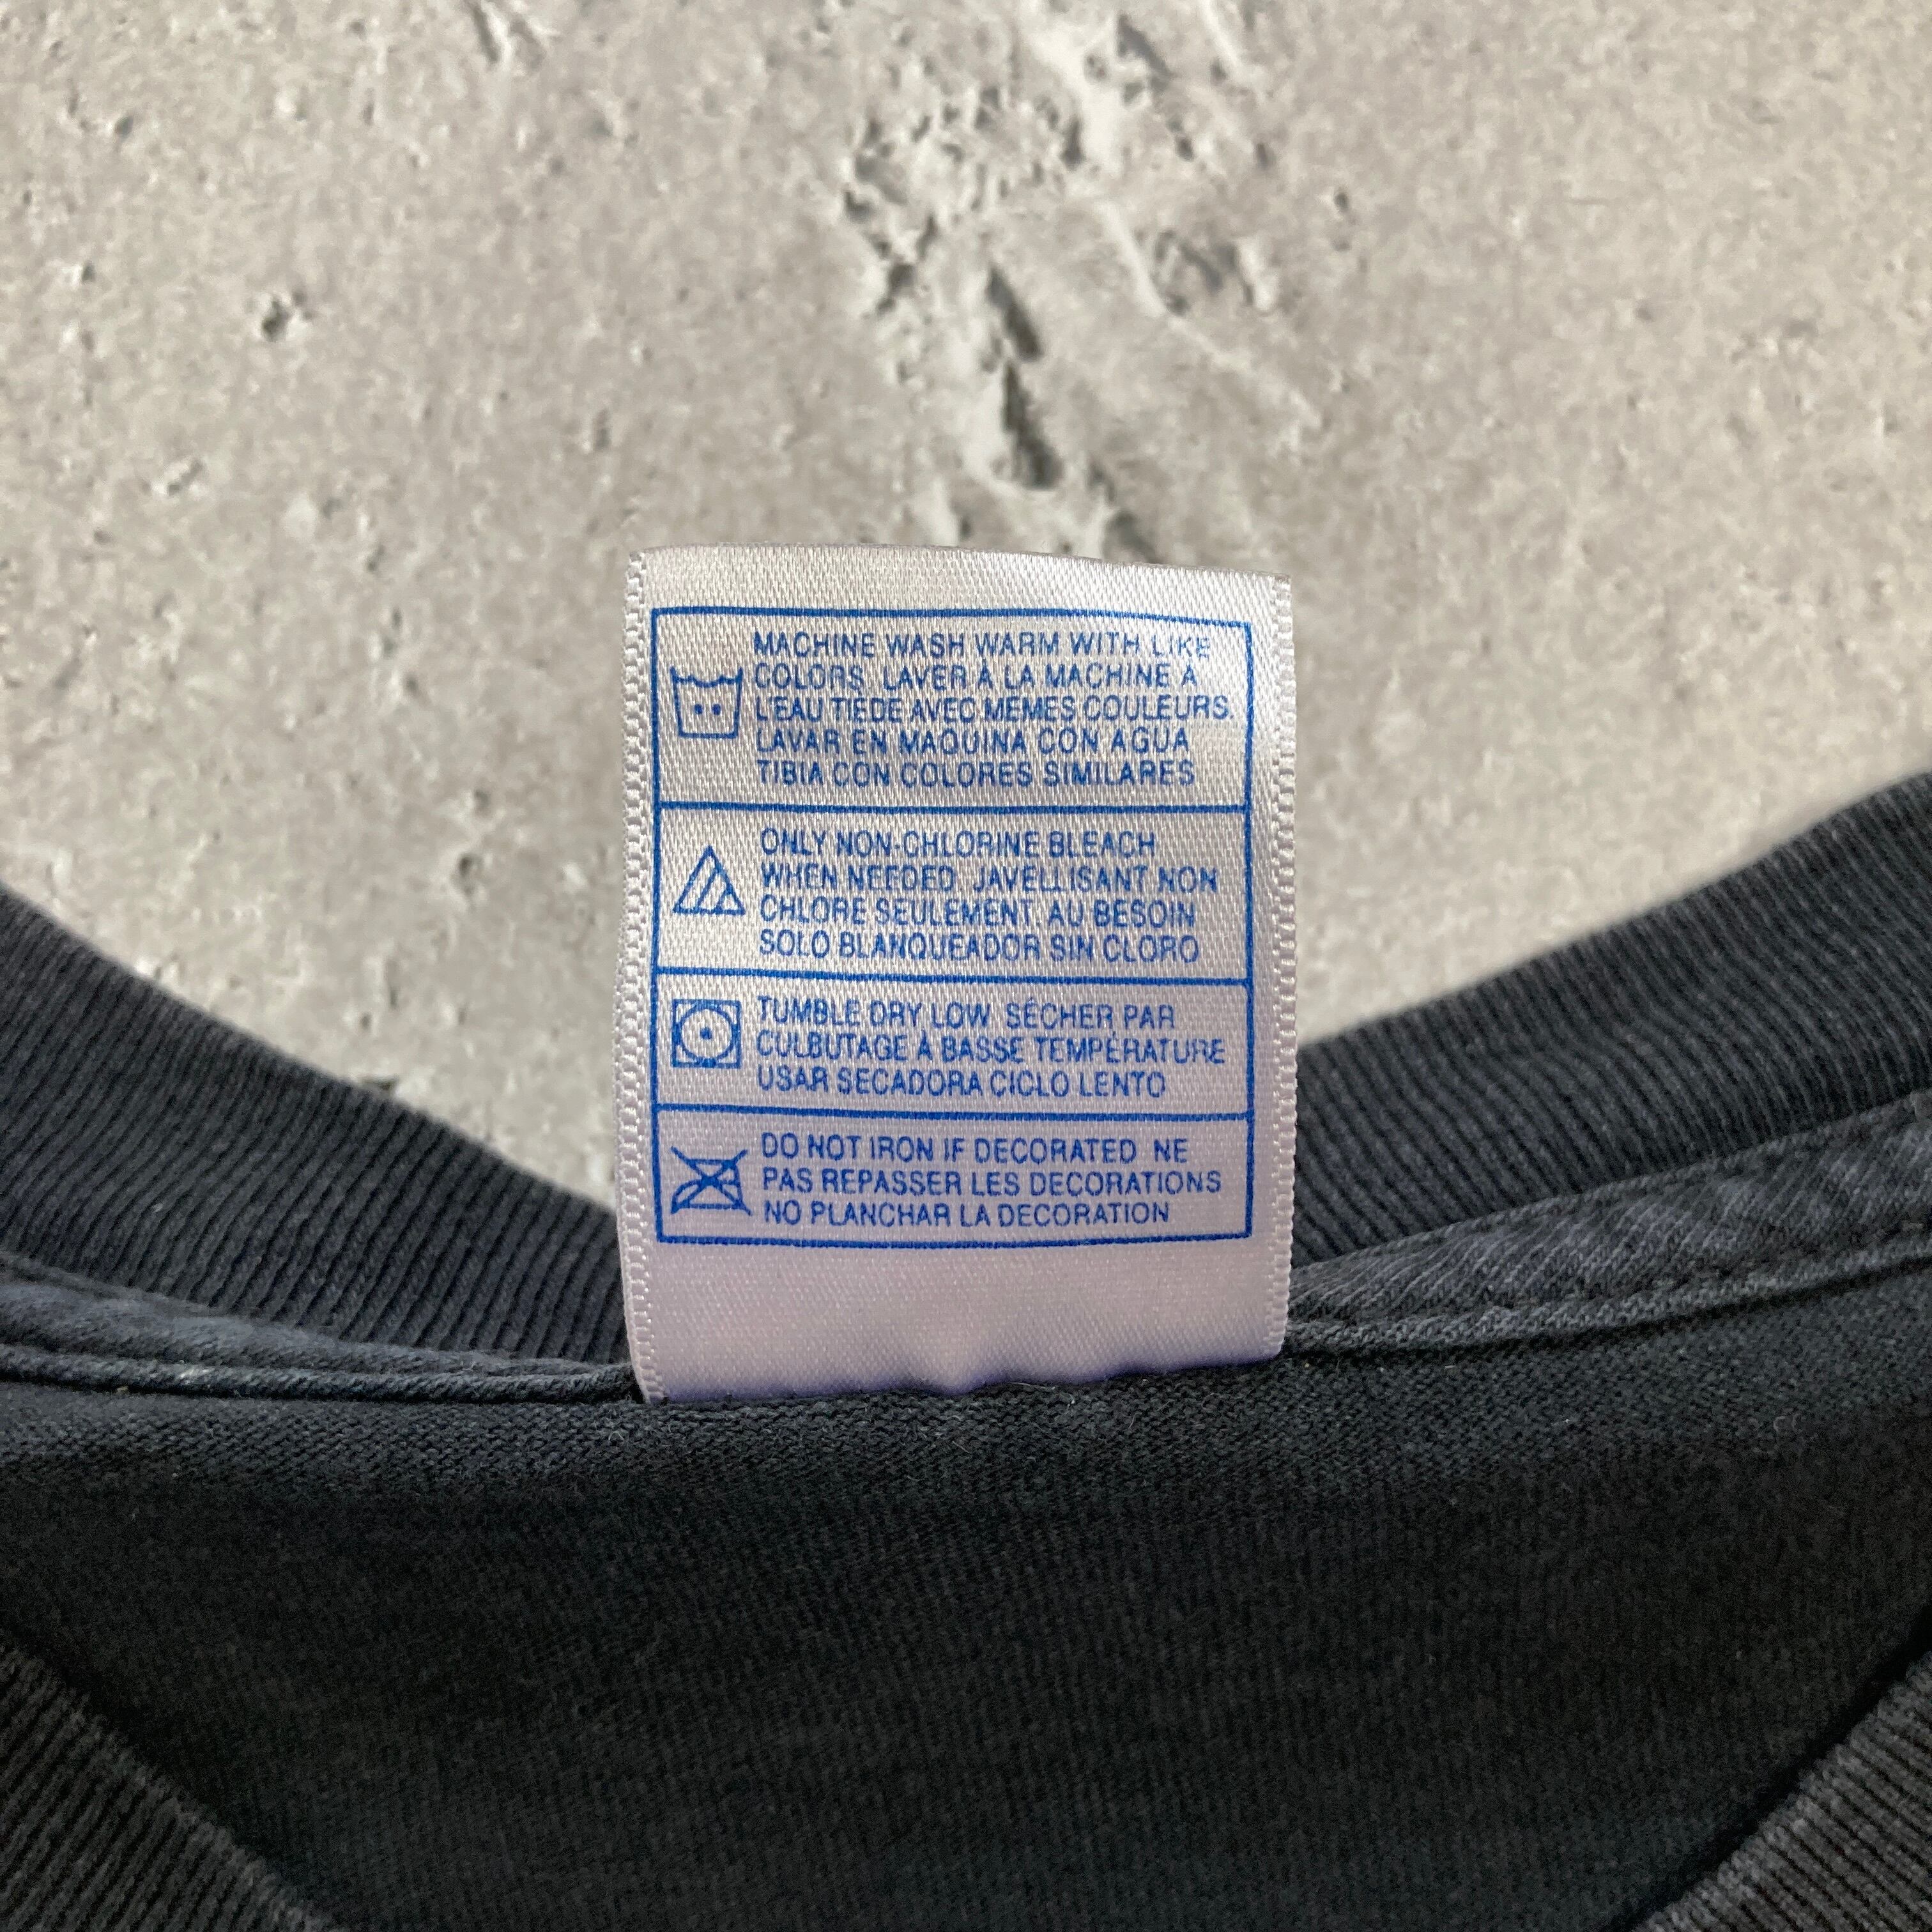 MACHINE WASH WARM WITH LIKE
COLORS LAVER À LA MACHINE À
L'EAU TIEDE AVEC MEMES COULEURS.
LAVAR EN MAQUINA CON AGUA
TIBIA CON COLORES SIMILARES
ONLY NON-CHLORINE BLEACH
WHEN NEEDED JAVELLISANT NON
CHLORE SEULEMENT, AU BESOIN
SOLO BLANQUEADOR SIN CLORO
TUMBLE DRY LOW SÉCHER PAR
CULBUTAGE À BASSE TEMPÉRATURE
USAR SECADORA CICLO LENTO
DO NOT IRON IF DECORATED NE
PAS REPASSER LES DECORATIONS
NO PLANCHAR LA DECORATION